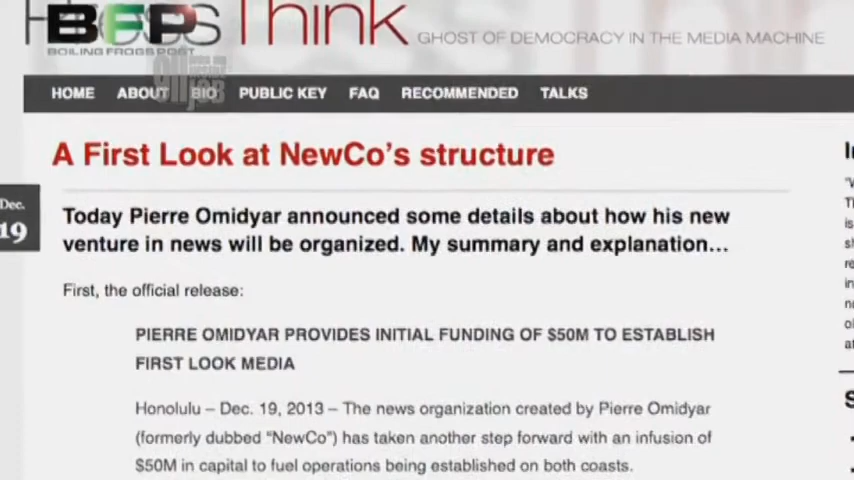 BFP
BOILING FROGS POST
Think
GHOST OF DEMOCRACY IN THE MEDIA MACHINE
HOME ABOUT BIO PUBLIC KEY FAQ RECOMMENDED TALKS
A First Look at NewCo's structure
Dec.
19
Today Pierre Omidyar announced some details about how his new
venture in news will be organized. My summary and explanation…
First, the official release:
PIERRE OMIDYAR PROVIDES INITIAL FUNDING OF $50M TO ESTABLISH
FIRST LOOK MEDIA
Honolulu – Dec. 19, 2013 – The news organization created by Pierre Omidyar
(formerly dubbed "NewCo") has taken another step forward with an infusion of
$50M in capital to fuel operations being established on both coasts.